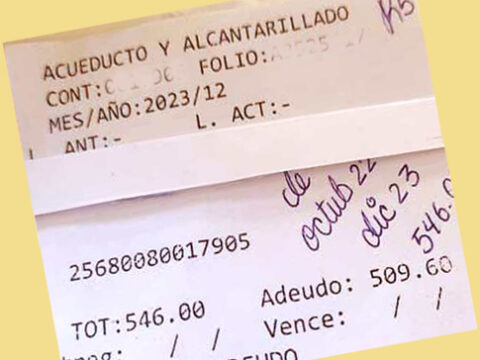 ACUEDUCTO Y ALCANTARILLADO
CONT: FOLIO:
MES/AÑO:2023/12
ANT:- L. ACT:-
de
octub 22
a
dic 23
546.0
25680080017905
TOT:546.00 Adeudo: 509.60
/ / Vence: / /